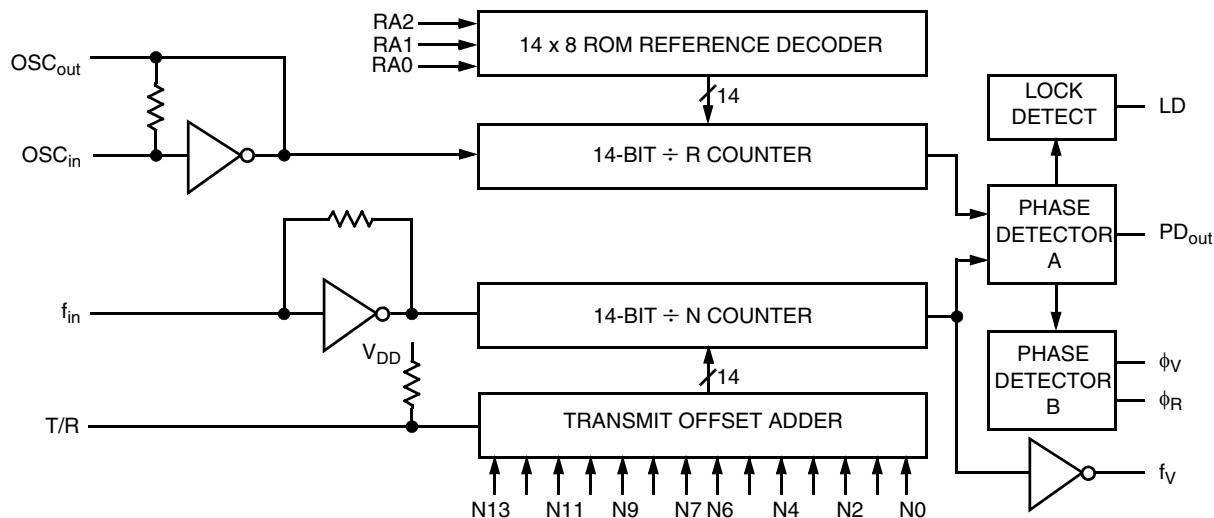 RA2
RA1
RA0
14 x 8 ROM REFERENCE DECODER
OSCout
14
LOCK
DETECT
LD
OSCin
14-BIT ÷ R COUNTER
PHASE
DETECTOR
A
PDout
fin
14-BIT ÷ N COUNTER
VDD
14
PHASE
DETECTOR
B
ϕV
ϕR
T/R
TRANSMIT OFFSET ADDER
fV
N13 N11 N9 N7 N6 N4 N2 N0